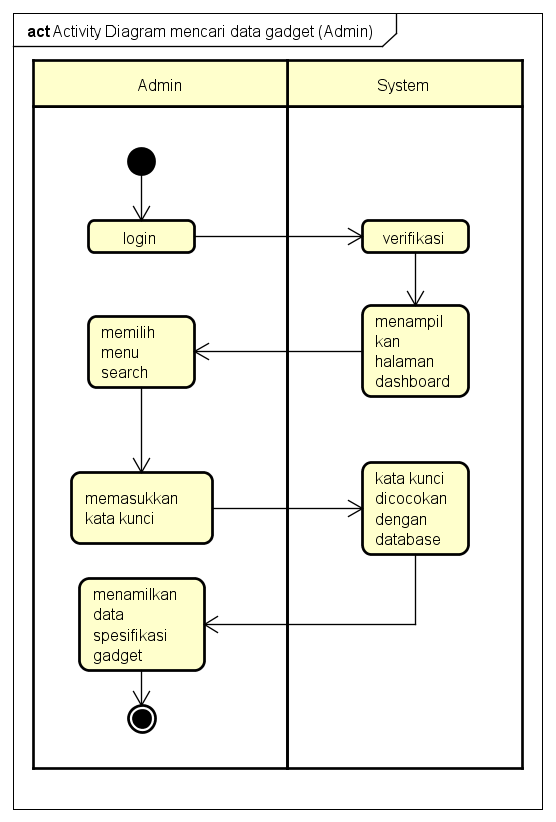 act Activity Diagram mencari data gadget (Admin)
Admin
System
login
verifikasi
menampil
kan
halaman
dashboard
memilih
menu
search
memasukkan
kata kunci
kata kunci
dicocokan
dengan
database
menamilkan
data
spesifikasi
gadget